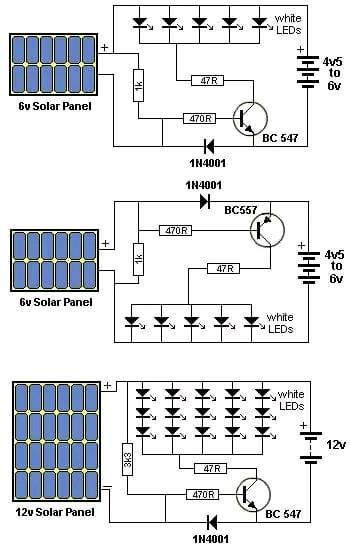 white
LEDs
+
+
47R
4v5
to
6v
1k
470R
6v Solar Panel
BC 547
1N4001
1N4001
BC557
+
470R
+
4v5
to
6v
1k
47R
6v Solar Panel
white
LEDs
+
white
LEDs
+
12v
3k3
47R
470R
−
12v Solar Panel
BC 547
1N4001